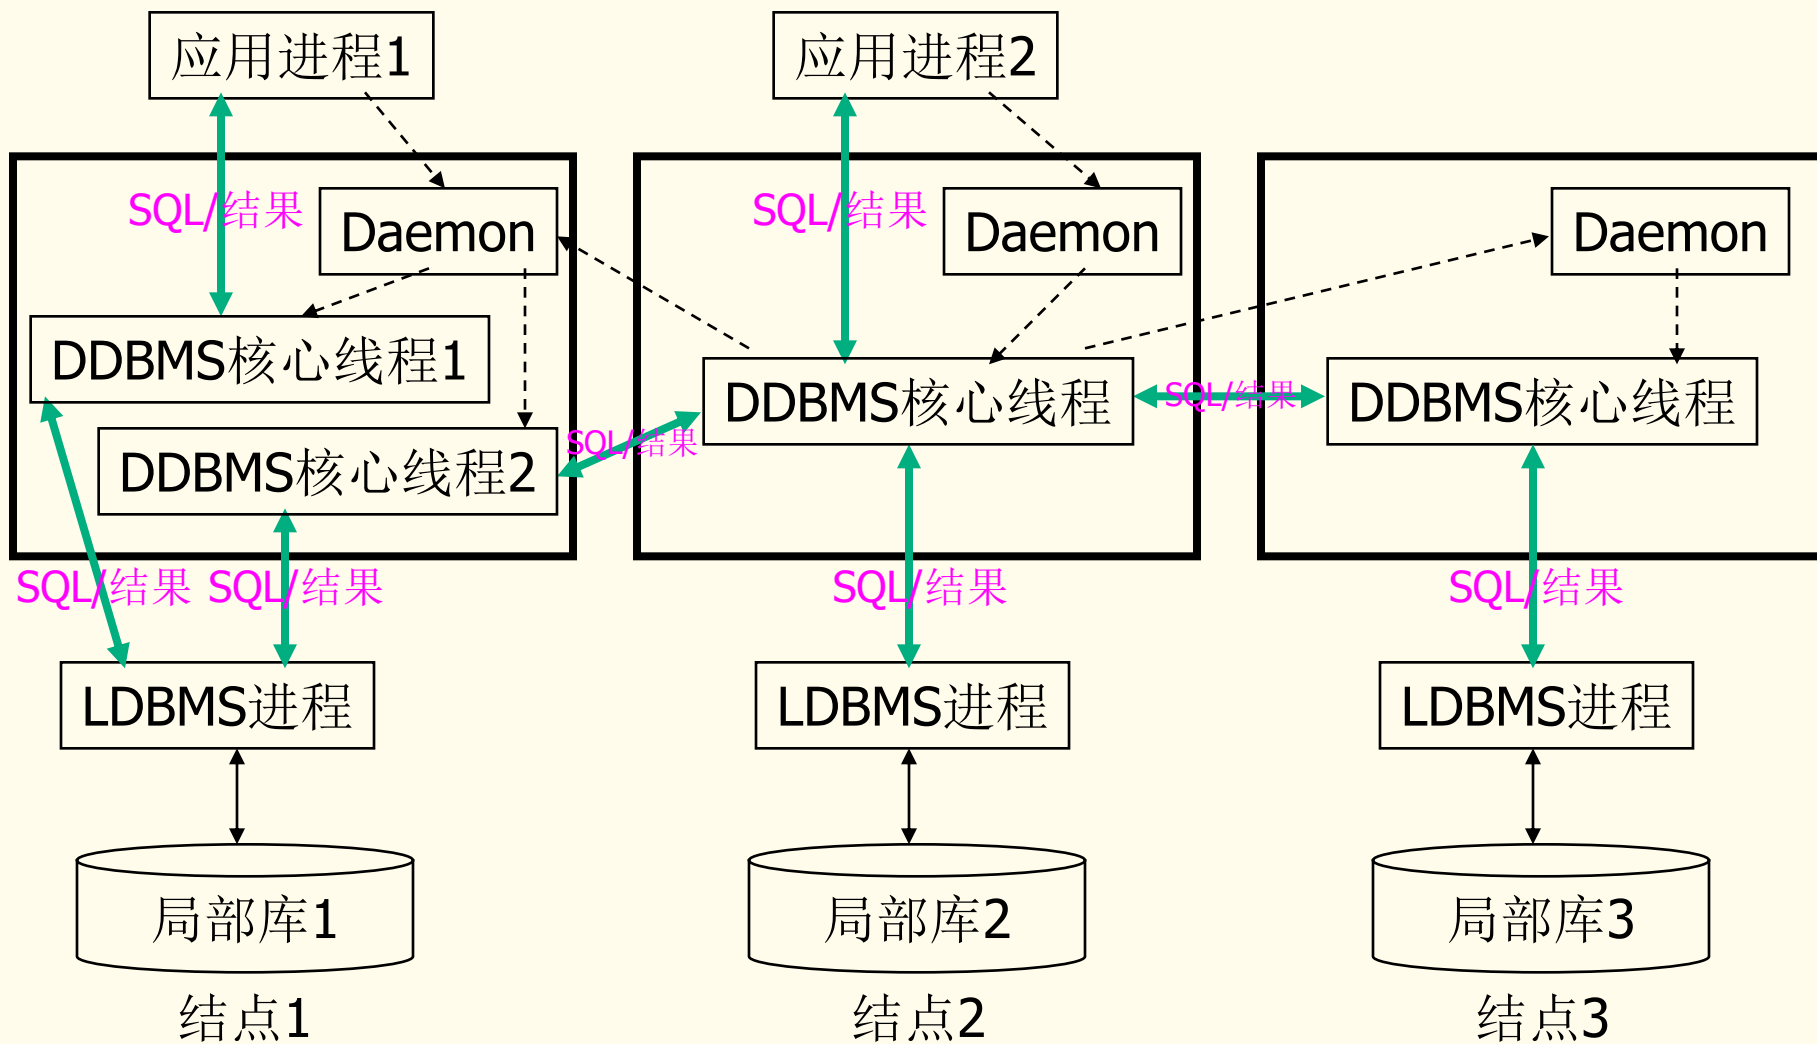 应用进程1
应用进程2
SQL/结果
Daemon
SQL/结果
Daemon
Daemon
DDBMS核心线程1
DDBMS核心线程
SQL/结果
DDBMS核心线程
SQL/结果
DDBMS核心线程2
SQL/结果
SQL/结果
SQL/结果
SQL/结果
LDBMS进程
LDBMS进程
LDBMS进程
局部库1
局部库2
局部库3
结点1
结点2
结点3